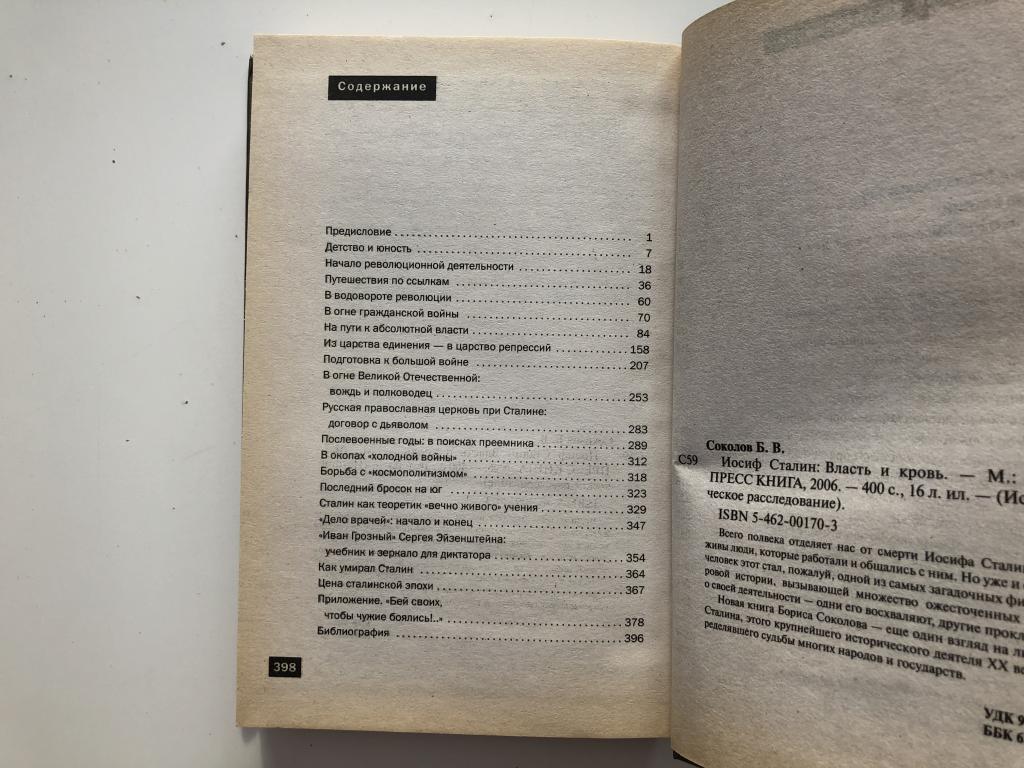 Содержание
Предисловие 1
Детство и юность 7
Начало революционной деятельности 18
Путешествия по ссылкам 36
В водовороте революции 60
В огне гражданской войны 70
На пути к абсолютной власти 84
Из царства единения — в царство репрессий 158
Подготовка к большой войне 207
В огне Великой Отечественной:
вождь и полководец 253
Русская православная церковь при Сталине:
договор с дьяволом 283
Послевоенные годы: в поисках преемника 289
В окопах «холодной войны» 312
Борьба с «космополитизмом» 318
Последний бросок на юг 323
Сталин как теоретик «вечно живого» учения 329
«Дело врачей»: начало и конец 347
«Иван Грозный» Сергея Эйзенштейна:
учебник и зеркало для диктатора 354
Как умирал Сталин 364
Цена сталинской эпохи 367
Приложение. «Бей своих,
чтобы чужие боялись!..» 378
Библиография 396
398
Соколов Б. В.
С59 Иосиф Сталин: Власть и кровь. — М.:
ПРЕСС КНИГА, 2006. — 400 с., 16 л. ил. — (Ис
ческое расследование).
ISBN 5-462-00170-3
Всего полвека отделяет нас от смерти Иосифа Сталин
живы люди, которые работали и общались с ним. Но уже и с
человек этот стал, пожалуй, одной из самых загадочных фи
ровой истории, вызывающей множество ожесточенных
о своей деятельности — одни его восхваляют, другие прокл
Новая книга Бориса Соколова — еще один взгляд на ли
Сталина, этого крупнейшего исторического деятеля XX ве
ределявшего судьбы многих народов и государств.
УДК 9
ББК 6